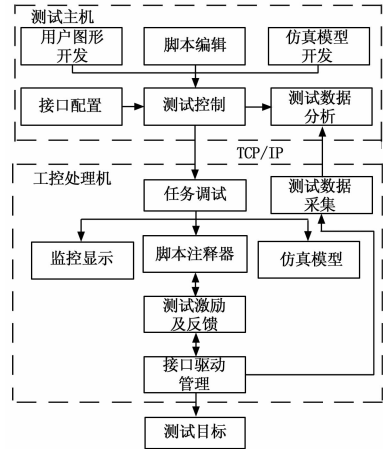 测试主机
用户图形
开发
脚本编辑
仿真模型
开发
接口配置
测试控制
测试数据
分析
TCP/IP
工控处理机
任务调试
测试数据
采集
监控显示
脚本注释器
仿真模型
测试激励
及反馈
接口驱动
管理
测试目标